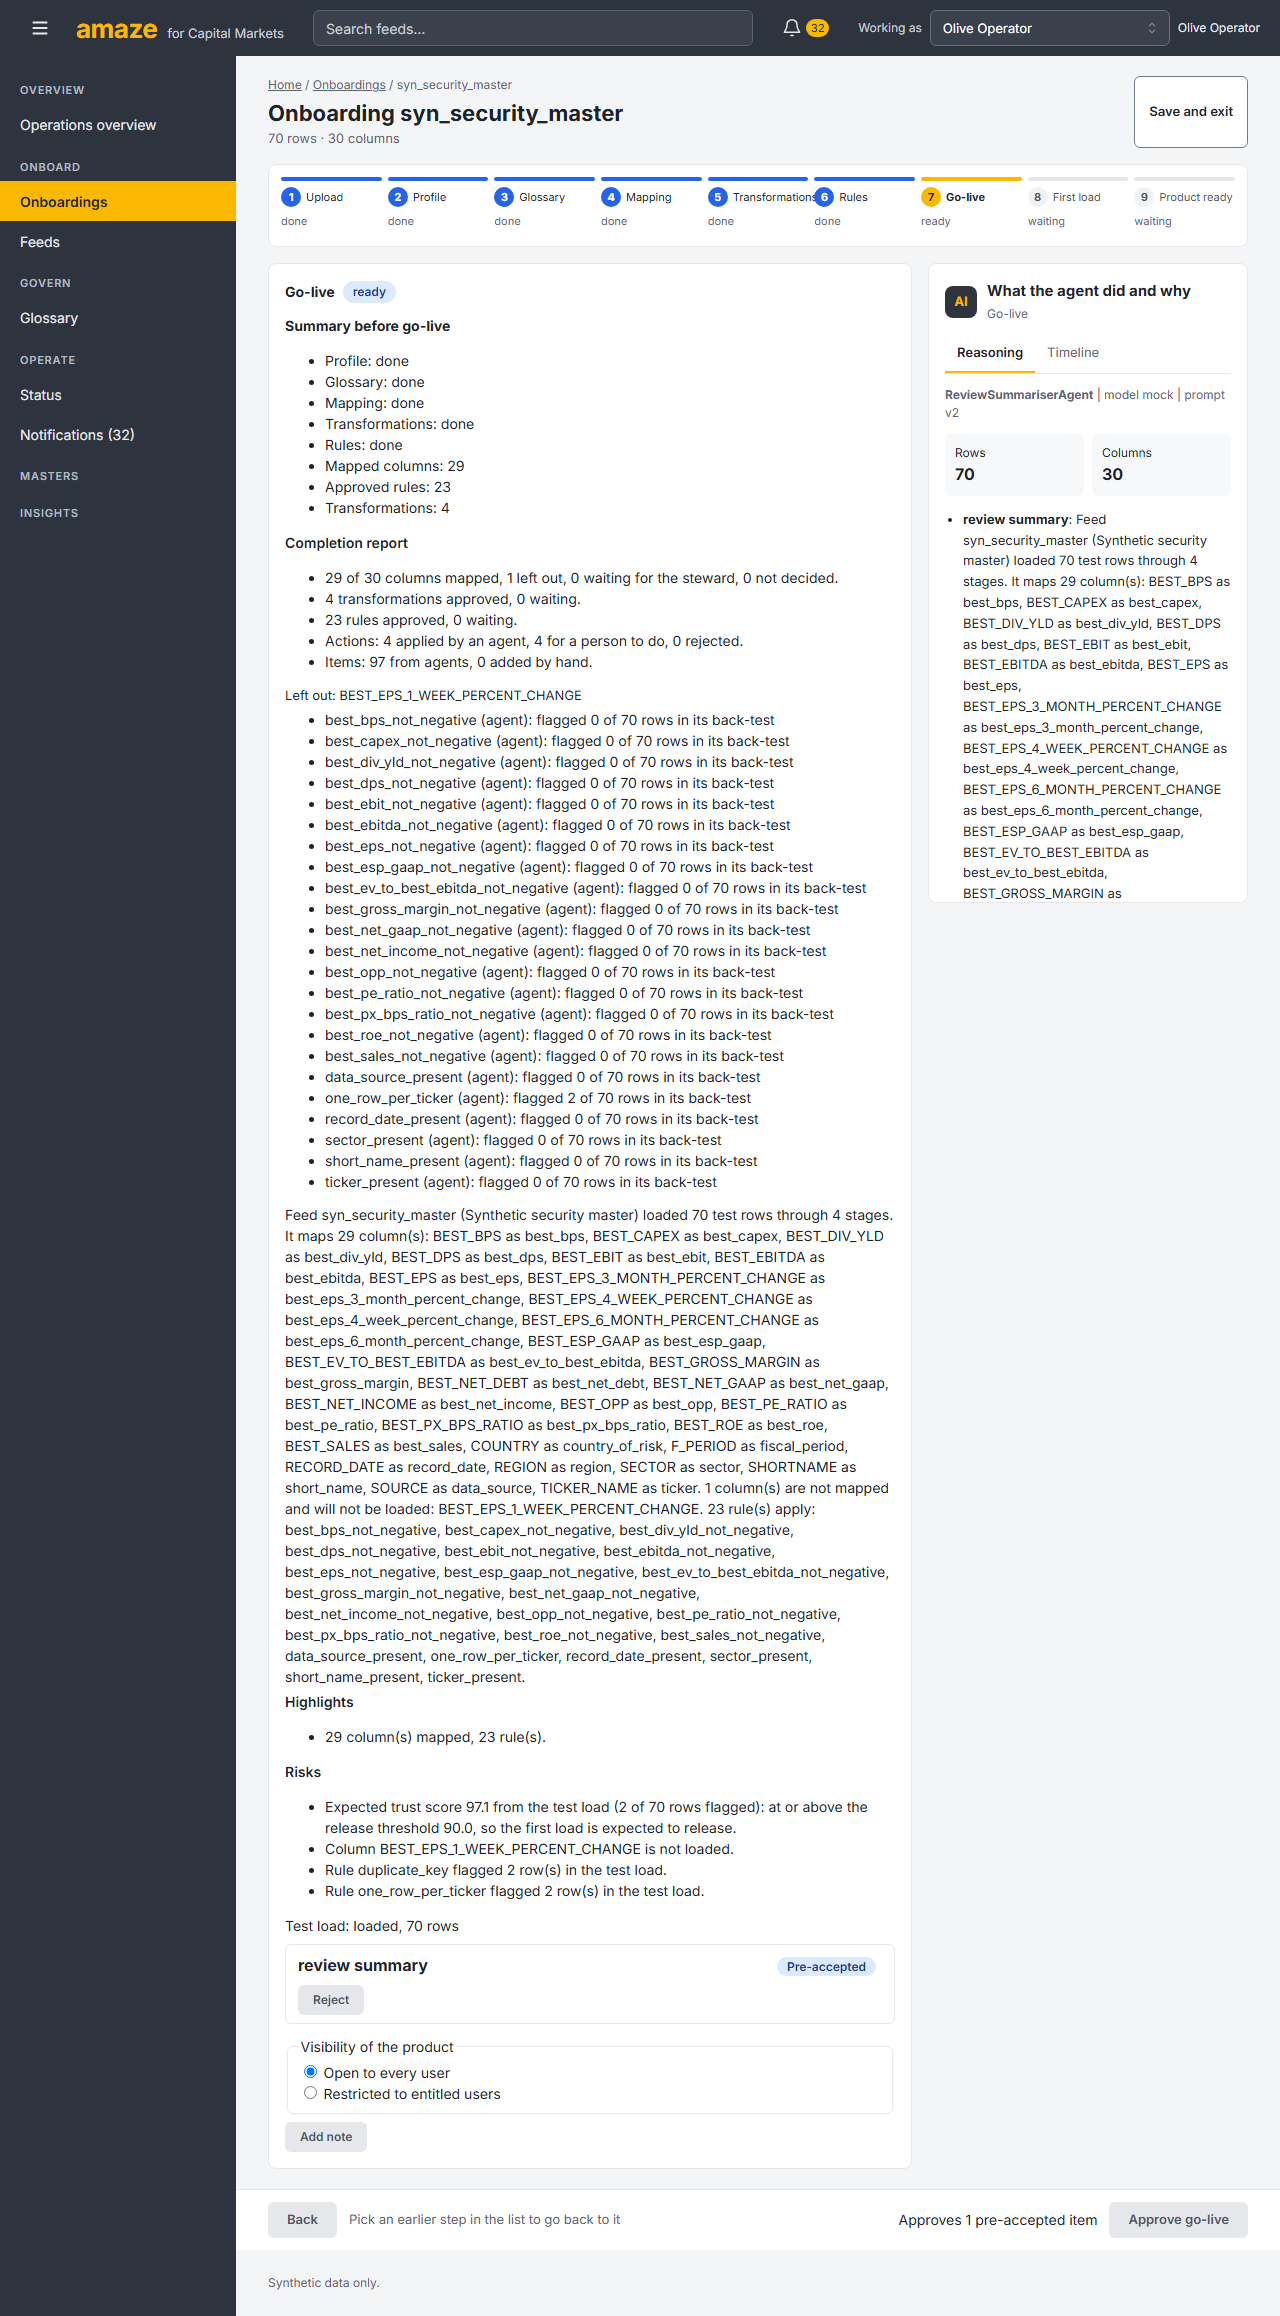 amaze for Capital Markets
Search feeds...
32
Working as
Olive Operator
Olive Operator
OVERVIEW
Operations overview
ONBOARD
Onboardings
Feeds
GOVERN
Glossary
OPERATE
Status
Notifications (32)
MASTERS
INSIGHTS
Home / Onboardings / syn_security_master
Onboarding syn_security_master
70 rows · 30 columns
Save and exit
1 Upload
done
2 Profile
done
3 Glossary
done
4 Mapping
done
5 Transformations
done
6 Rules
done
7 Go-live
ready
8 First load
waiting
9 Product ready
waiting
Go-live ready
Summary before go-live
Profile: done
Glossary: done
Mapping: done
Transformations: done
Rules: done
Mapped columns: 29
Approved rules: 23
Transformations: 4
Completion report
29 of 30 columns mapped, 1 left out, 0 waiting for the steward, 0 not decided.
4 transformations approved, 0 waiting.
23 rules approved, 0 waiting.
Actions: 4 applied by an agent, 4 for a person to do, 0 rejected.
Items: 97 from agents, 0 added by hand.
Left out: BEST_EPS_1_WEEK_PERCENT_CHANGE
best_bps_not_negative (agent): flagged 0 of 70 rows in its back-test
best_capex_not_negative (agent): flagged 0 of 70 rows in its back-test
best_div_yld_not_negative (agent): flagged 0 of 70 rows in its back-test
best_dps_not_negative (agent): flagged 0 of 70 rows in its back-test
best_ebit_not_negative (agent): flagged 0 of 70 rows in its back-test
best_ebitda_not_negative (agent): flagged 0 of 70 rows in its back-test
best_eps_not_negative (agent): flagged 0 of 70 rows in its back-test
best_esp_gaap_not_negative (agent): flagged 0 of 70 rows in its back-test
best_ev_to_best_ebitda_not_negative (agent): flagged 0 of 70 rows in its back-test
best_gross_margin_not_negative (agent): flagged 0 of 70 rows in its back-test
best_net_gaap_not_negative (agent): flagged 0 of 70 rows in its back-test
best_net_income_not_negative (agent): flagged 0 of 70 rows in its back-test
best_opp_not_negative (agent): flagged 0 of 70 rows in its back-test
best_pe_ratio_not_negative (agent): flagged 0 of 70 rows in its back-test
best_px_bps_ratio_not_negative (agent): flagged 0 of 70 rows in its back-test
best_roe_not_negative (agent): flagged 0 of 70 rows in its back-test
best_sales_not_negative (agent): flagged 0 of 70 rows in its back-test
data_source_present (agent): flagged 0 of 70 rows in its back-test
one_row_per_ticker (agent): flagged 2 of 70 rows in its back-test
record_date_present (agent): flagged 0 of 70 rows in its back-test
sector_present (agent): flagged 0 of 70 rows in its back-test
short_name_present (agent): flagged 0 of 70 rows in its back-test
ticker_present (agent): flagged 0 of 70 rows in its back-test
Feed syn_security_master (Synthetic security master) loaded 70 test rows through 4 stages.
It maps 29 column(s): BEST_BPS as best_bps, BEST_CAPEX as best_capex, BEST_DIV_YLD
as best_div_yld, BEST_DPS as best_dps, BEST_EBIT as best_ebit, BEST_EBITDA as
best_ebitda, BEST_EPS as best_eps, BEST_EPS_3_MONTH_PERCENT_CHANGE as
best_eps_3_month_percent_change, BEST_EPS_4_WEEK_PERCENT_CHANGE as
best_eps_4_week_percent_change, BEST_EPS_6_MONTH_PERCENT_CHANGE as
best_eps_6_month_percent_change, BEST_ESP_GAAP as best_esp_gaap,
BEST_EV_TO_BEST_EBITDA as best_ev_to_best_ebitda, BEST_GROSS_MARGIN as
best_gross_margin, BEST_NET_DEBT as best_net_debt, BEST_NET_GAAP as best_net_gaap,
BEST_NET_INCOME as best_net_income, BEST_OPP as best_opp, BEST_PE_RATIO as
best_pe_ratio, BEST_PX_BPS_RATIO as best_px_bps_ratio, BEST_ROE as best_roe,
BEST_SALES as best_sales, COUNTRY as country_of_risk, F_PERIOD as fiscal_period,
RECORD_DATE as record_date, REGION as region, SECTOR as sector, SHORTNAME as
short_name, SOURCE as data_source, TICKER_NAME as ticker. 1 column(s) are not mapped
and will not be loaded: BEST_EPS_1_WEEK_PERCENT_CHANGE. 23 rule(s) apply:
best_bps_not_negative, best_capex_not_negative, best_div_yld_not_negative,
best_dps_not_negative, best_ebit_not_negative, best_ebitda_not_negative,
best_eps_not_negative, best_esp_gaap_not_negative, best_ev_to_best_ebitda_not_negative,
best_gross_margin_not_negative, best_net_gaap_not_negative,
best_net_income_not_negative, best_opp_not_negative, best_pe_ratio_not_negative,
best_px_bps_ratio_not_negative, best_roe_not_negative, best_sales_not_negative,
data_source_present, one_row_per_ticker, record_date_present, sector_present,
short_name_present, ticker_present.
Highlights
29 column(s) mapped, 23 rule(s).
Risks
Expected trust score 97.1 from the test load (2 of 70 rows flagged): at or above the
release threshold 90.0, so the first load is expected to release.
Column BEST_EPS_1_WEEK_PERCENT_CHANGE is not loaded.
Rule duplicate_key flagged 2 row(s) in the test load.
Rule one_row_per_ticker flagged 2 row(s) in the test load.
Test load: loaded, 70 rows
review summary
Pre-accepted
Reject
Visibility of the product
Open to every user
Restricted to entitled users
Add note
AI
What the agent did and why
Go-live
Reasoning
Timeline
ReviewSummariserAgent | model mock | prompt
v2
Rows
70
Columns
30
review summary: Feed
syn_security_master (Synthetic security
master) loaded 70 test rows through 4
stages. It maps 29 column(s): BEST_BPS as
best_bps, BEST_CAPEX as best_capex,
BEST_DIV_YLD as best_div_yld, BEST_DPS
as best_dps, BEST_EBIT as best_ebit,
BEST_EBITDA as best_ebitda, BEST_EPS as
best_eps,
BEST_EPS_3_MONTH_PERCENT_CHANGE
as best_eps_3_month_percent_change,
BEST_EPS_4_WEEK_PERCENT_CHANGE as
best_eps_4_week_percent_change,
BEST_EPS_6_MONTH_PERCENT_CHANGE
as best_eps_6_month_percent_change,
BEST_ESP_GAAP as best_esp_gaap,
BEST_EV_TO_BEST_EBITDA as
best_ev_to_best_ebitda,
BEST_GROSS_MARGIN as
Back
Pick an earlier step in the list to go back to it
Approves 1 pre-accepted item
Approve go-live
Synthetic data only.